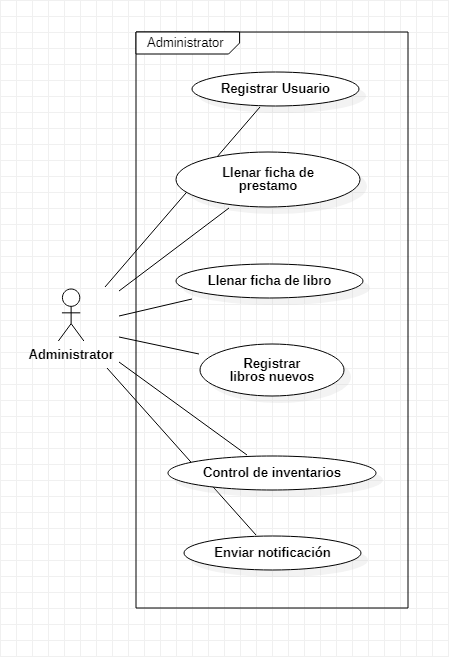 Administrator
Registrar Usuario
Llenar ficha de
prestamo
Llenar ficha de libro
Administrator
Registrar
libros nuevos
Control de inventarios
Enviar notificación